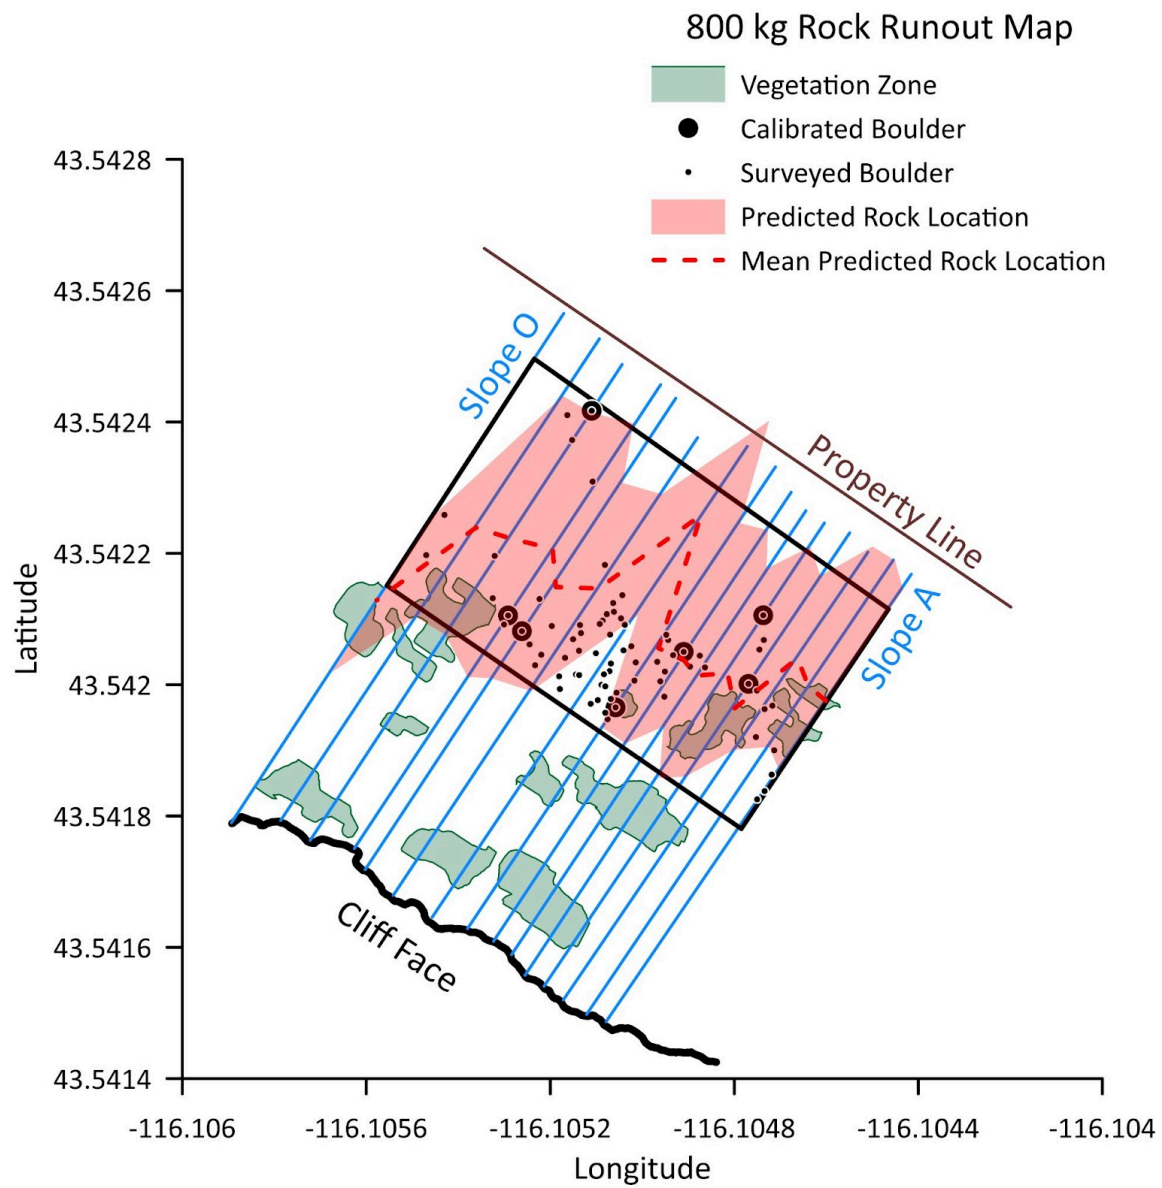 800 kg Rock Runout Map
Vegetation Zone
Calibrated Boulder
Surveyed Boulder
Predicted Rock Location
Mean Predicted Rock Location
43.5428
43.5426
43.5424
43.5422
43.542
43.5418
43.5416
43.5414
Latitude
Slope O
Property Line
Slope A
Cliff Face
-116.106
-116.1056
-116.1052
-116.1048
-116.1044
-116.104
Longitude